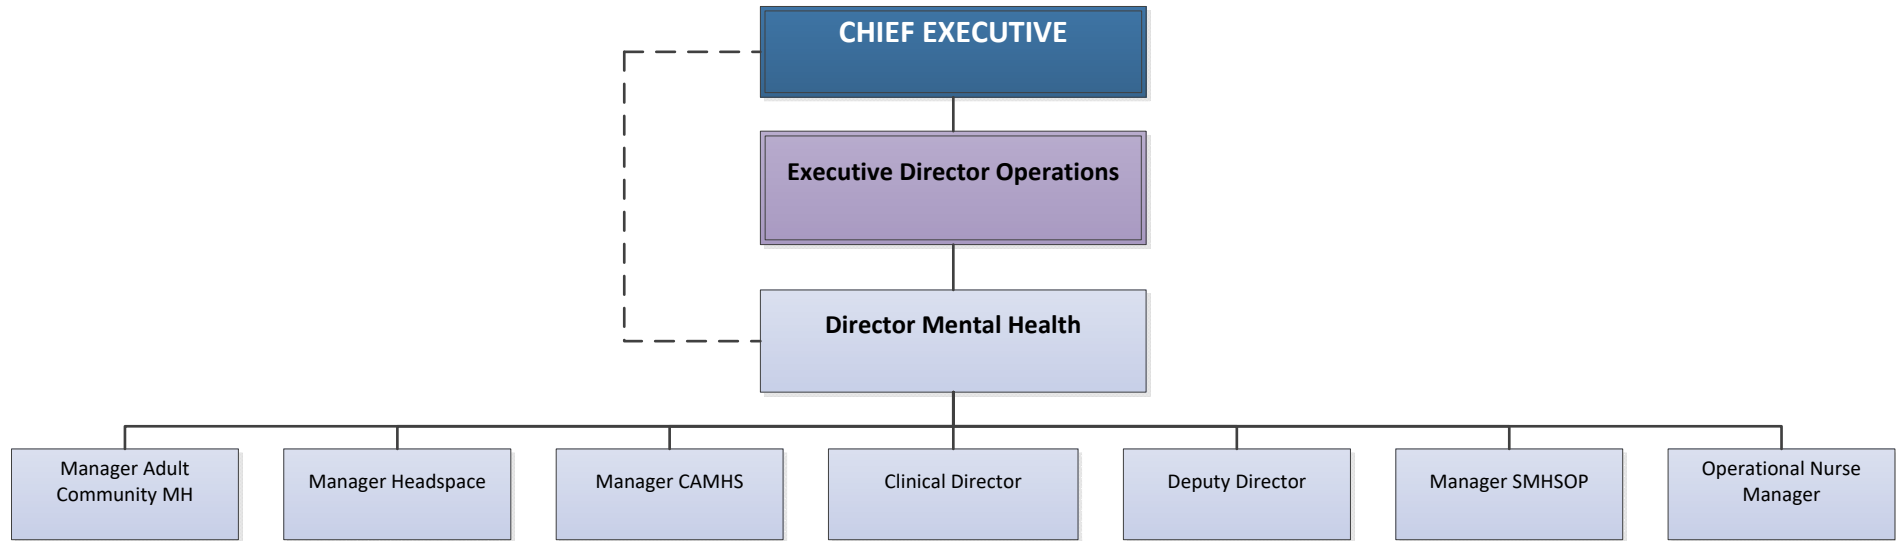 CHIEF EXECUTIVE
Executive Director Operations
Director Mental Health
Manager Adult
Community MH
Manager Headspace
Manager CAMHS
Clinical Director
Deputy Director
Manager SMHSOP
Operational Nurse
Manager